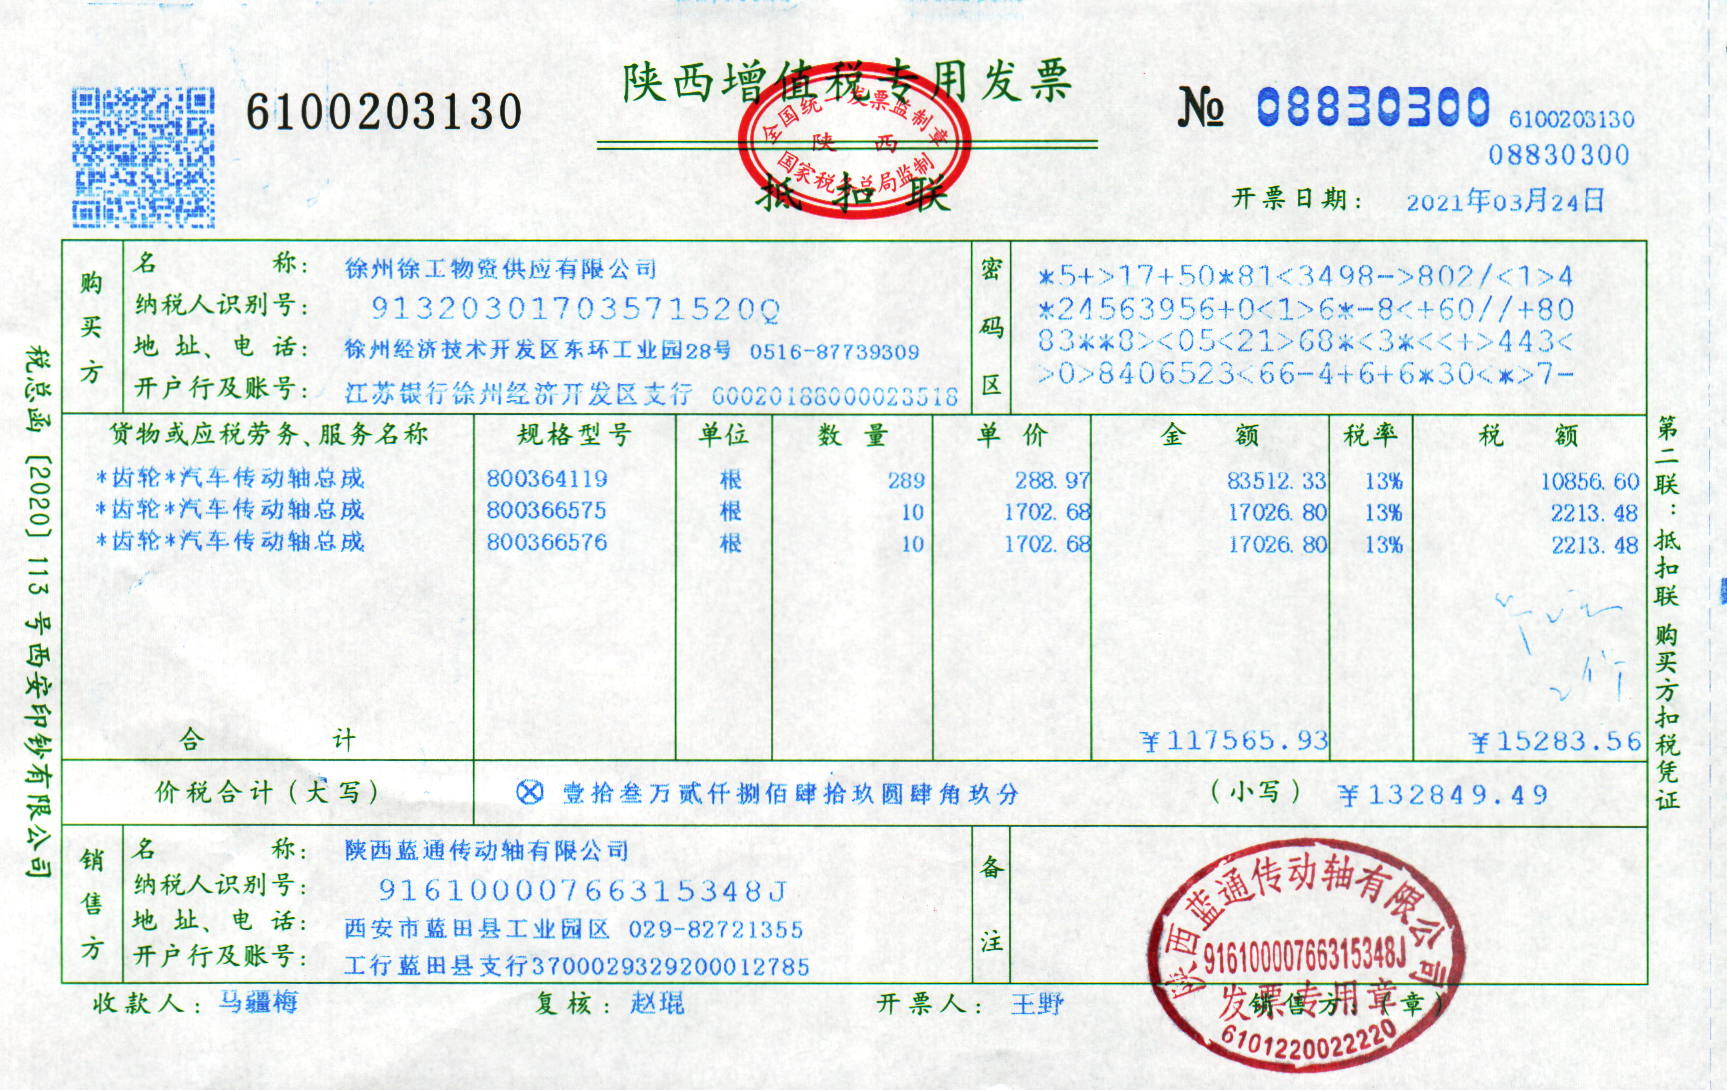 陕西增值税专用发票
6100203130
№ 08830300 6100203130
08830300
全国统一发票监制章
陕 西
国家税务总局监制
抵扣联
开票日期： 2021年03月24日
购买方
名 称： 徐州徐工物资供应有限公司
纳税人识别号： 91320301703571520Q
地 址、电 话： 徐州经济技术开发区东环工业园28号 0516-87739309
开户行及账号： 江苏银行徐州经济开发区支行 60020188000023518
密码区
*5+>17+50*81<3498->802/<1>4
*24563956+0<1>6*-8<+60//+80
83**8><05<21>68*<3*<<+>443<
>0>8406523<66-4+6+6*30<*>7-
货物或应税劳务、服务名称 规格型号 单位 数 量 单 价 金 额 税率 税 额
*齿轮*汽车传动轴总成 800364119 根 289 288.97 83512.33 13% 10856.60
*齿轮*汽车传动轴总成 800366575 根 10 1702.68 17026.80 13% 2213.48
*齿轮*汽车传动轴总成 800366576 根 10 1702.68 17026.80 13% 2213.48
合 计 ￥117565.93 ￥15283.56
价税合计（大写） ⊗ 壹拾叁万贰仟捌佰肆拾玖圆肆角玖分 （小写） ￥132849.49
销售方
名 称： 陕西蓝通传动轴有限公司
纳税人识别号： 91610000766315348J
地 址、电 话： 西安市蓝田县工业园区 029-82721355
开户行及账号： 工行蓝田县支行3700029329200012785
备注
陕西蓝通传动轴有限公司
91610000766315348J
发票专用章
6101220022220
收款人： 马疆梅 复核： 赵琨 开票人： 王野 销售方：（章）
税总函〔2020〕113号西安印钞有限公司
第二联：抵扣联 购买方扣税凭证